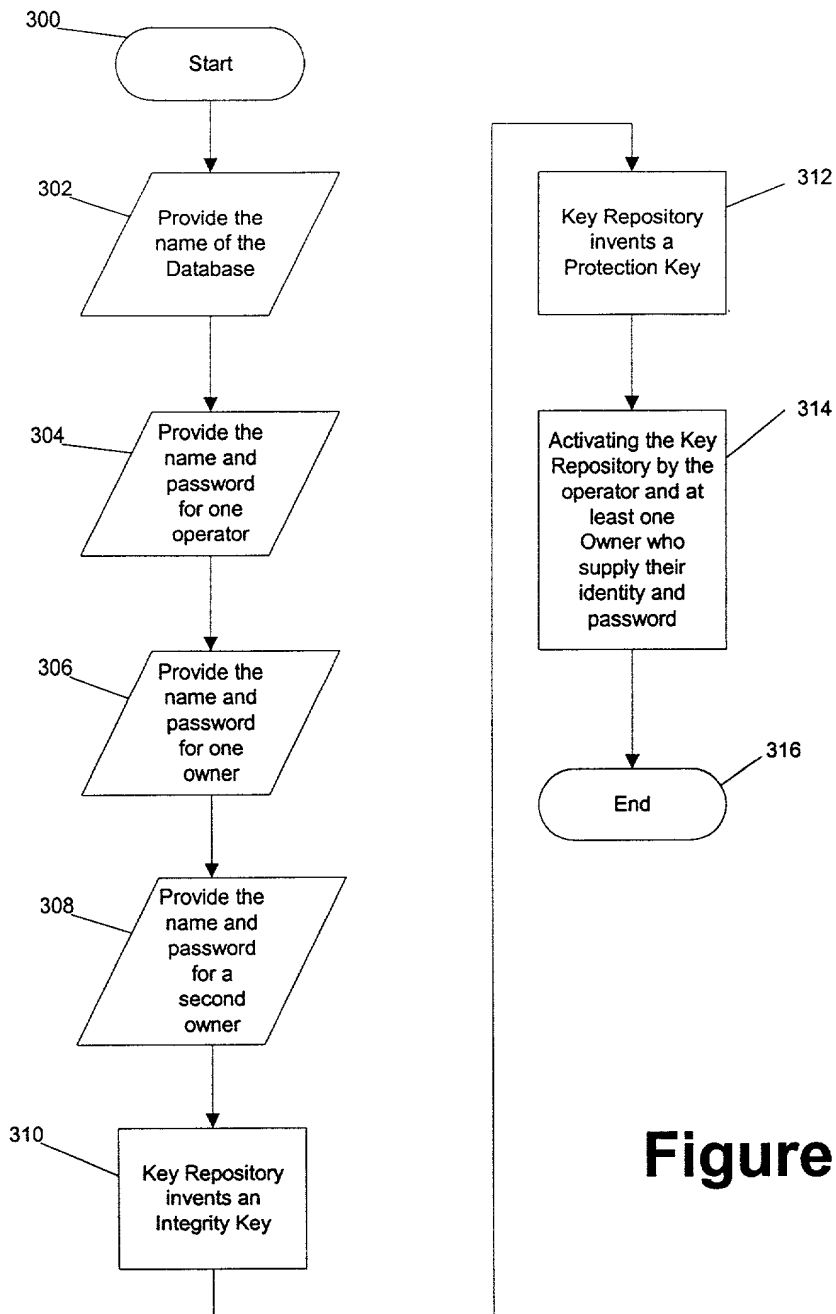 300
Start
302
Provide the
name of the
Database
304
Provide the
name and
password
for one
operator
306
Provide the
name and
password
for one
owner
308
Provide the
name and
password
for a
second
owner
310
Key Repository
invents an
Integrity Key
312
Key Repository
invents a
Protection Key
314
Activating the Key
Repository by the
operator and at
least one
Owner who
supply their
identity and
password
316
End
Figure